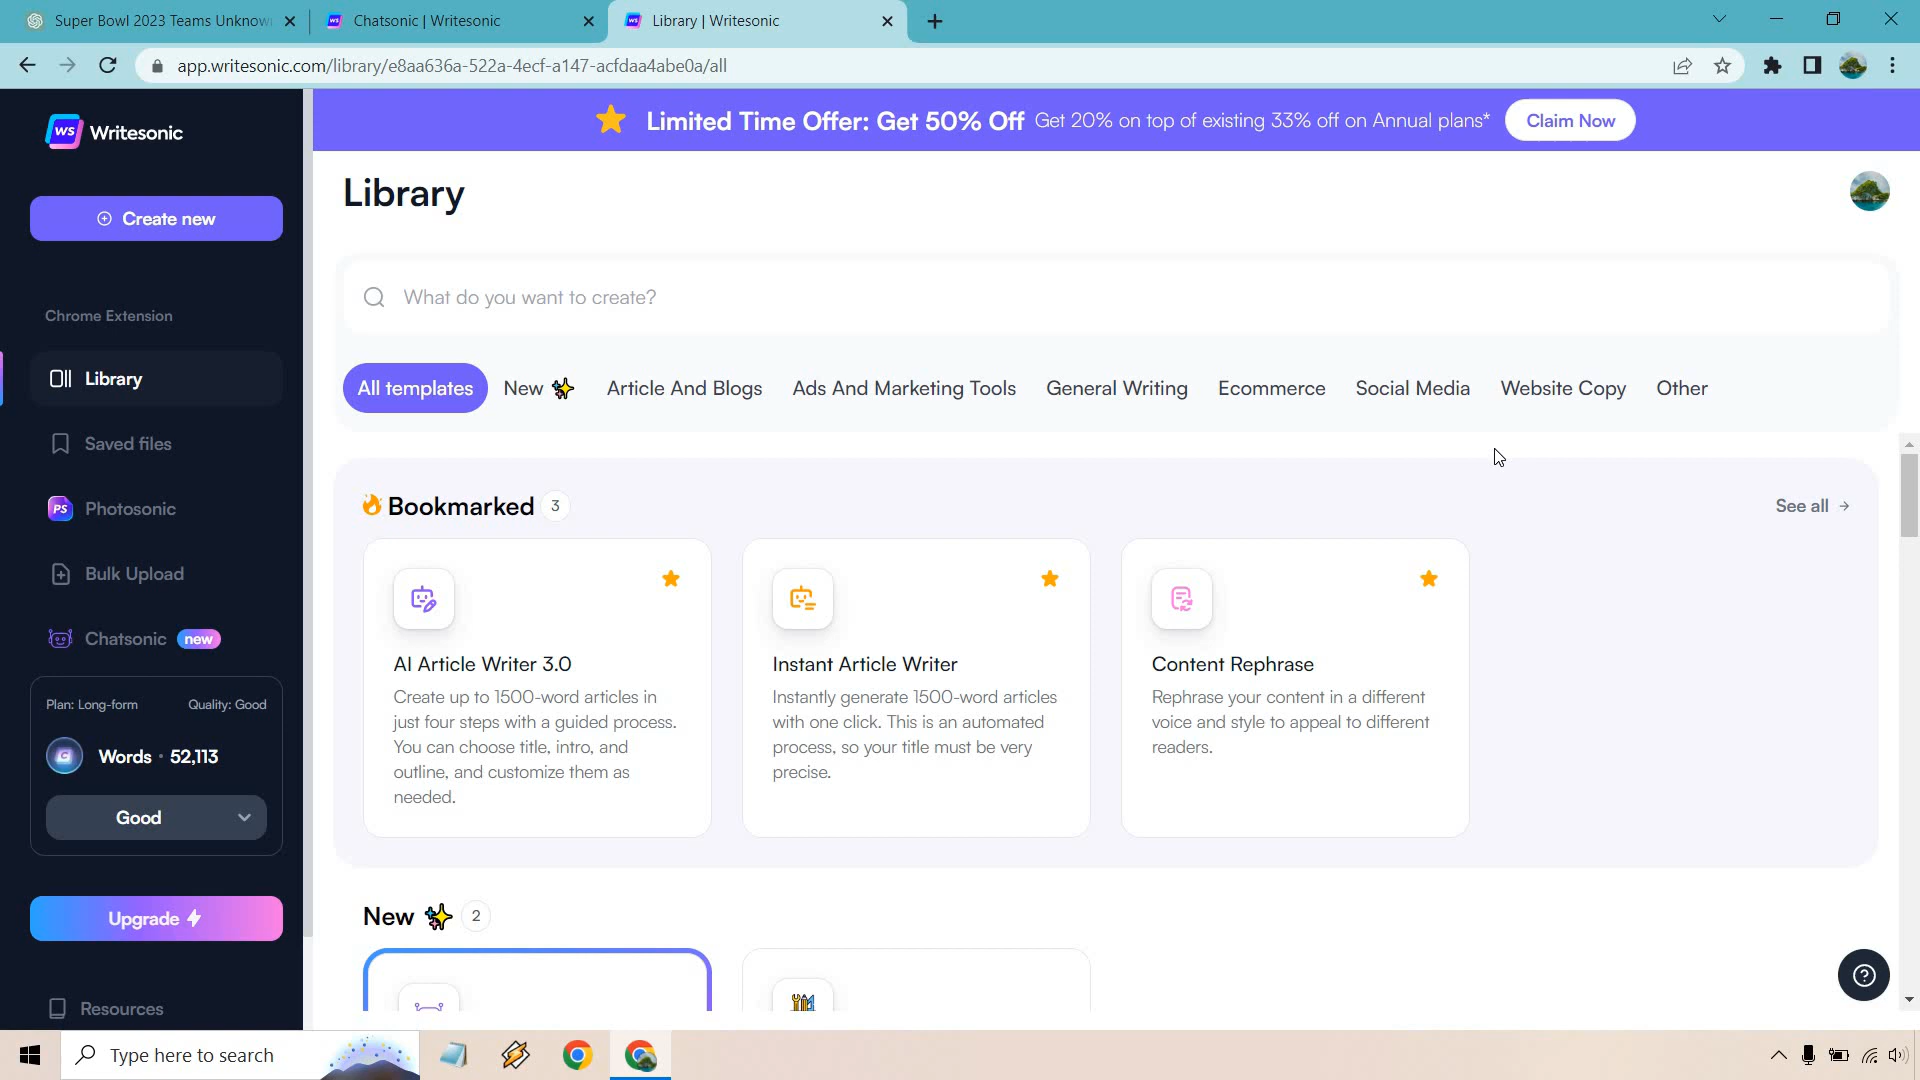 Super Bowl 2023 Teams Unknown
Chatsonic | Writesonic
Library | Writesonic
app.writesonic.com/library/e8aa636a-522a-4ecf-a147-acfdaa4abe0a/all
WS Writesonic
Limited Time Offer: Get 50% Off Get 20% on top of existing 33% off on Annual plans* Claim Now
Library
Create new
What do you want to create?
Chrome Extension
Library
All templates New Article And Blogs Ads And Marketing Tools General Writing Ecommerce Social Media Website Copy Other
Saved files
PS Photosonic
Bulk Upload
Chatsonic new
Bookmarked 3
See all
AI Article Writer 3.0
Create up to 1500-word articles in
just four steps with a guided process.
You can choose title, intro, and
outline, and customize them as
needed.
Instant Article Writer
Instantly generate 1500-word articles
with one click. This is an automated
process, so your title must be very
precise.
Content Rephrase
Rephrase your content in a different
voice and style to appeal to different
readers.
Plan: Long-form Quality: Good
Words · 52,113
Good
Upgrade
New 2
Resources
Type here to search